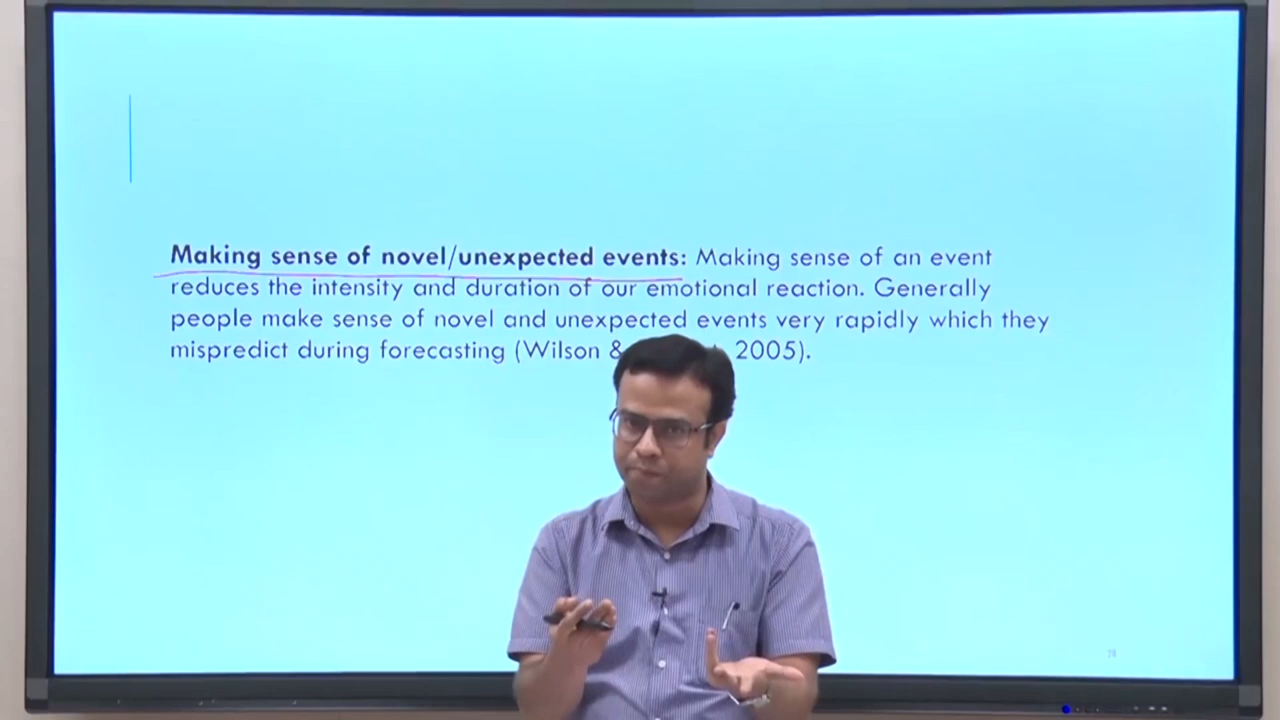 Making sense of novel/unexpected events: Making sense of an event
reduces the intensity and duration of our emotional reaction. Generally
people make sense of novel and unexpected events very rapidly which they
mispredict during forecasting (Wilson & 2005).
28